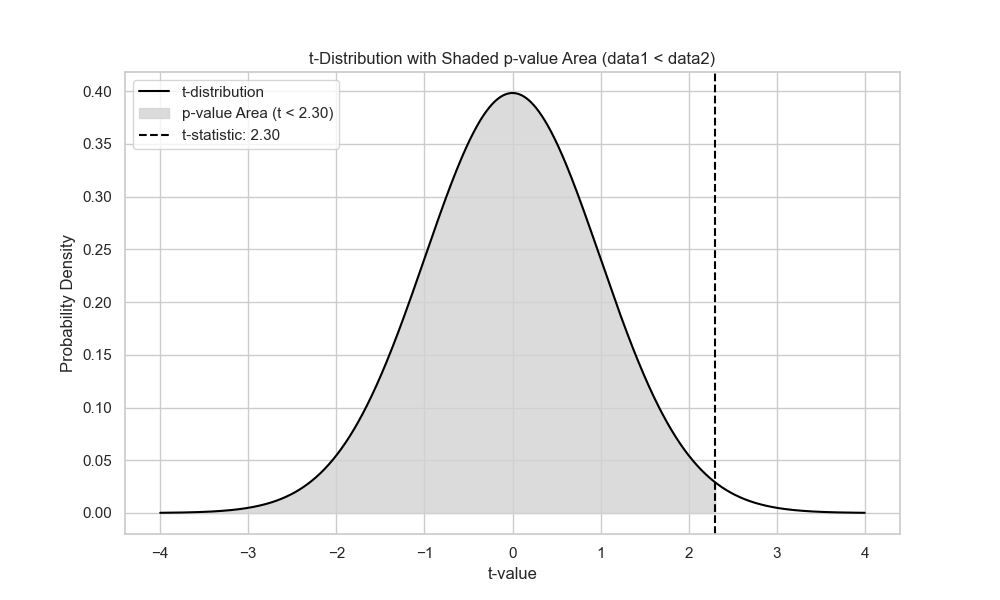 t-Distribution with Shaded p-value Area (data1 < data2)
t-distribution
p-value Area (t < 2.30)
t-statistic: 2.30
0.40
0.35
0.30
0.25
0.20
0.15
0.10
0.05
0.00
Probability Density
−4 −3 −2 −1 0 1 2 3 4
t-value